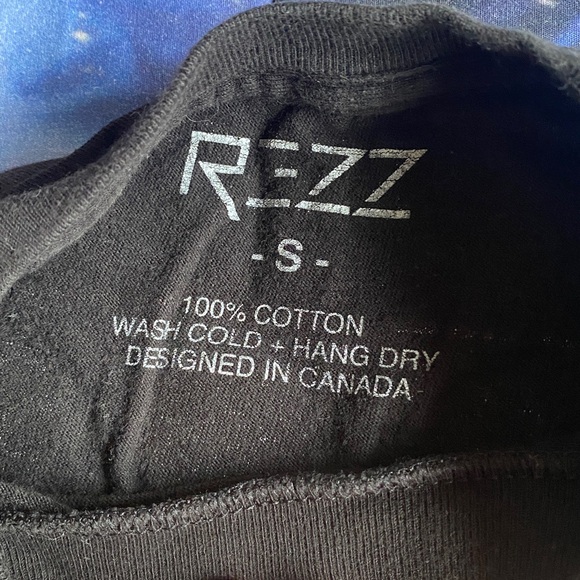 REZZ
- S -
100% COTTON
WASH COLD + HANG DRY
DESIGNED IN CANADA